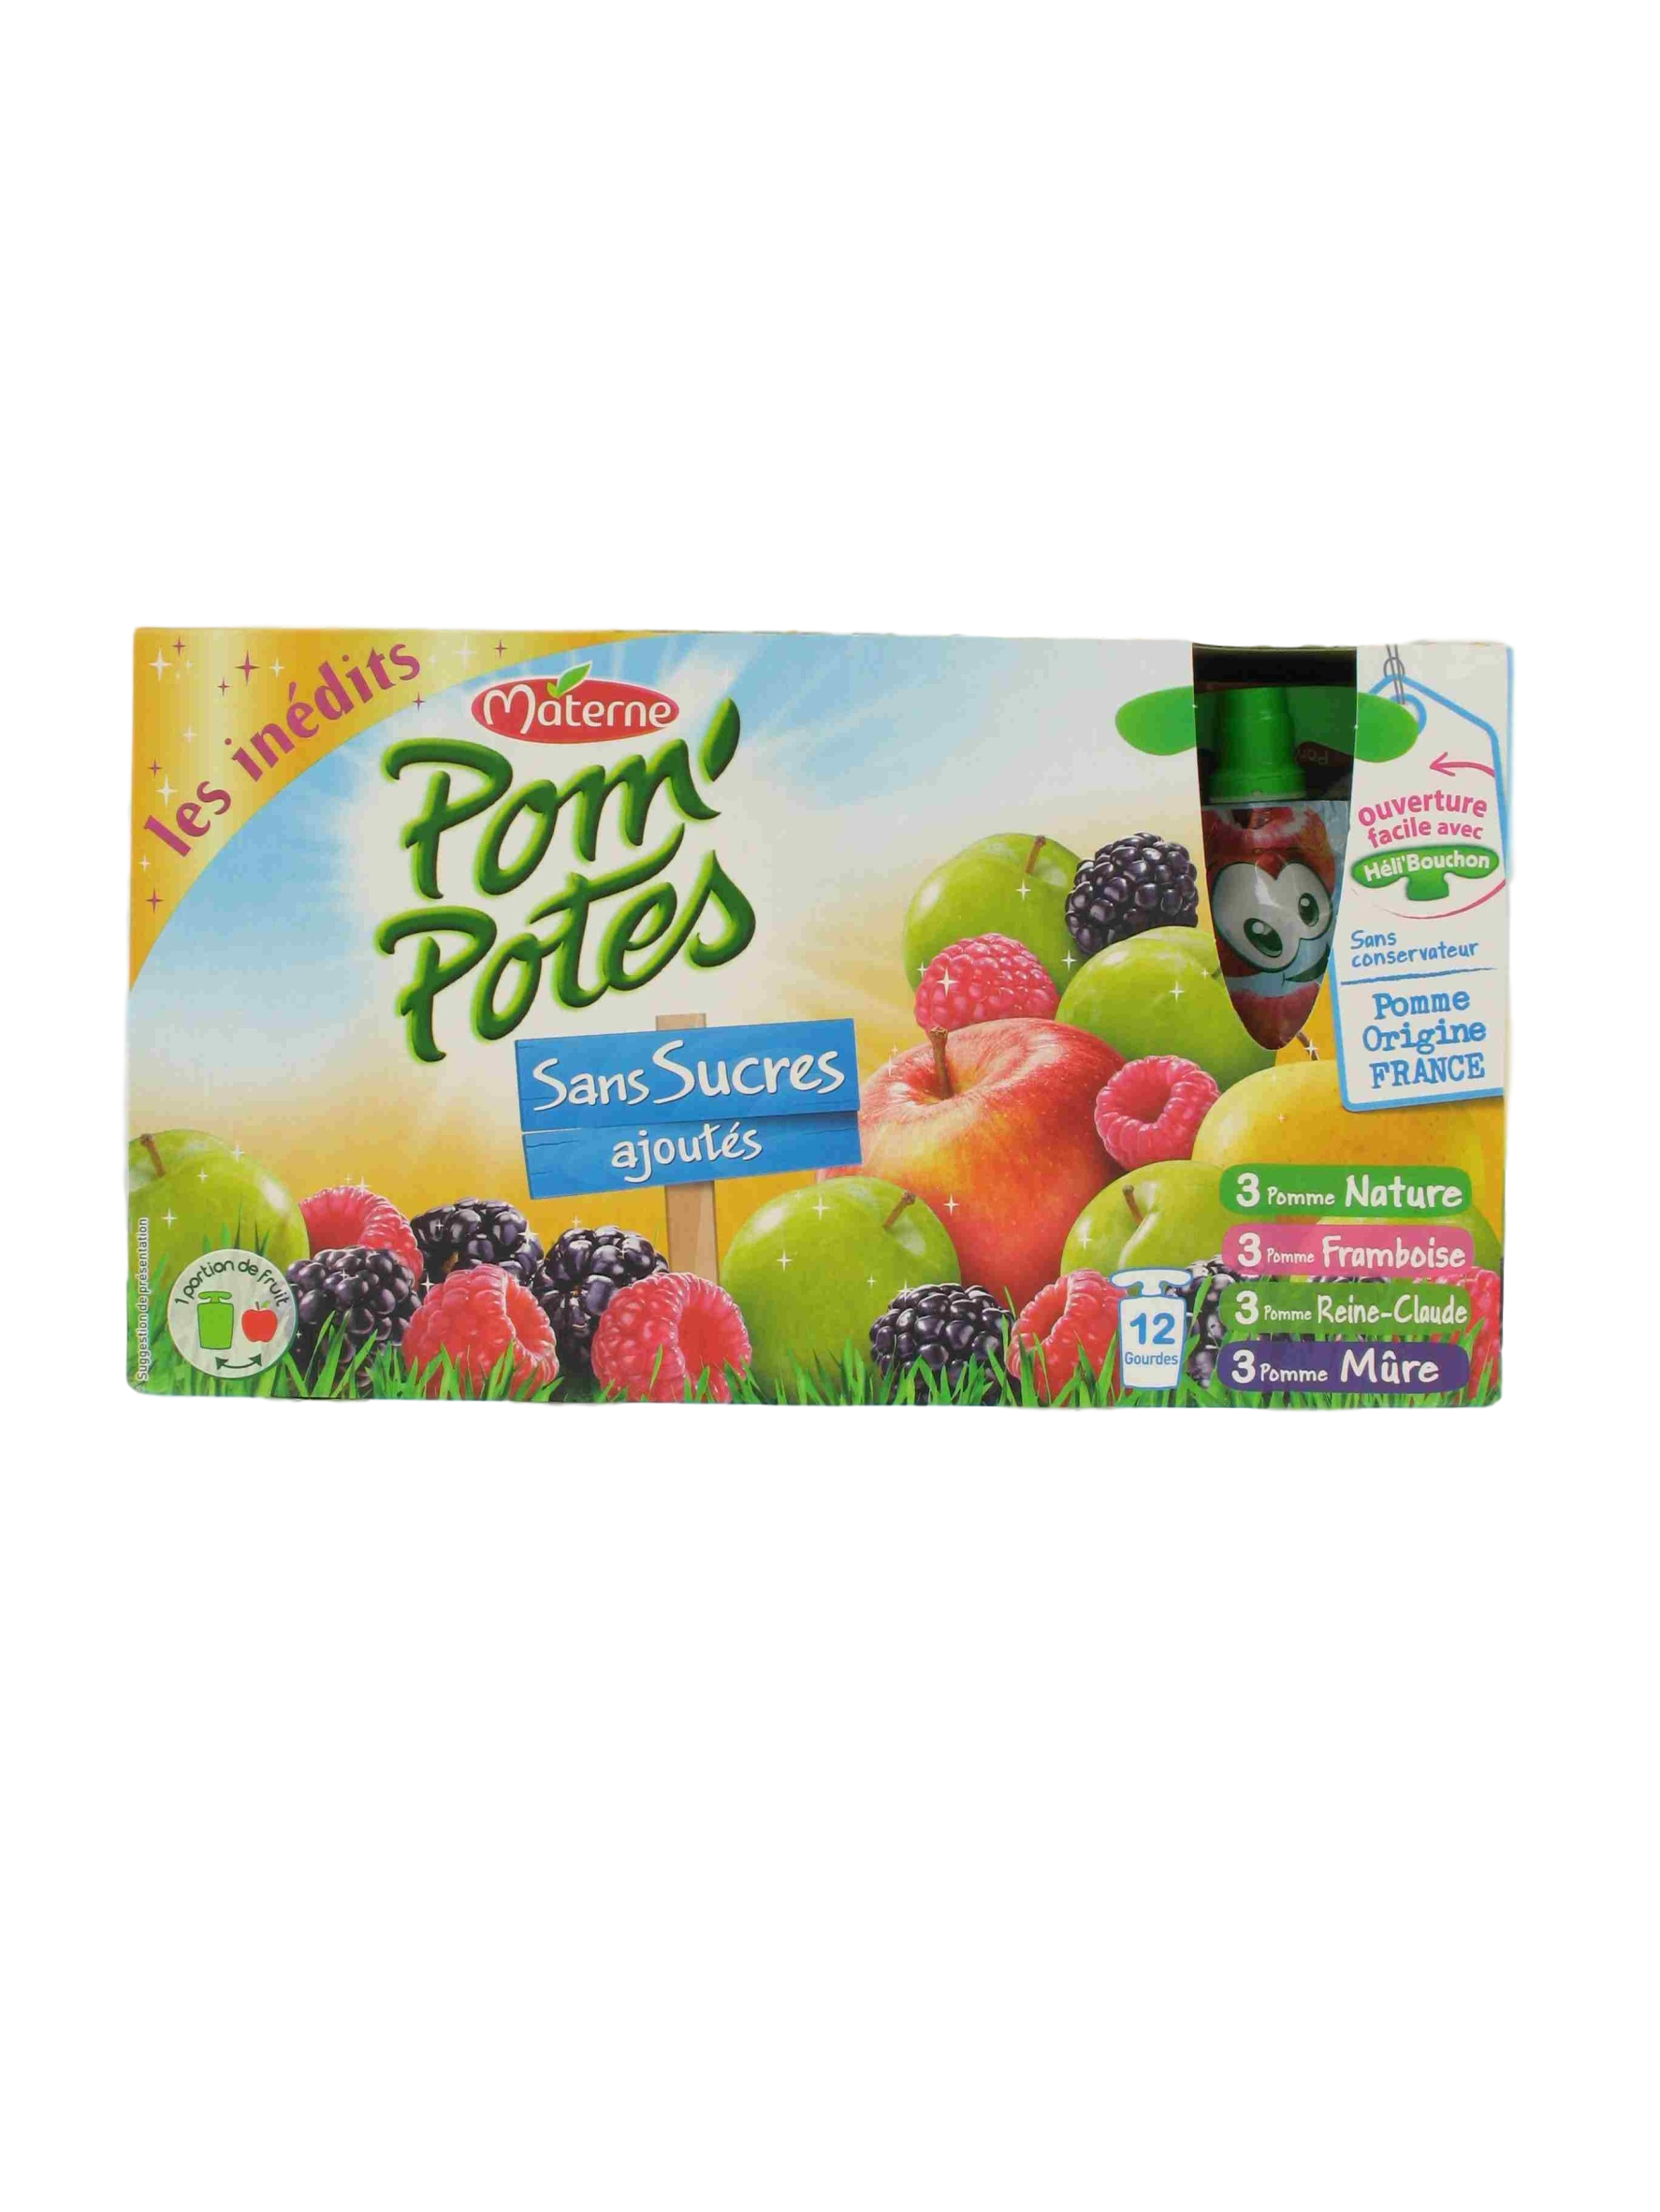 les inédits
Materne
Pom'
Potes
Sans Sucres
ajoutés
ouverture
facile avec
Héli'Bouchon
Sans
conservateur
Pomme
Origine
FRANCE
3 Pomme Nature
3 Pomme Framboise
3 Pomme Reine-Claude
3 Pomme Mûre
12
Gourdes
1 portion de fruit
Suggestion de présentation